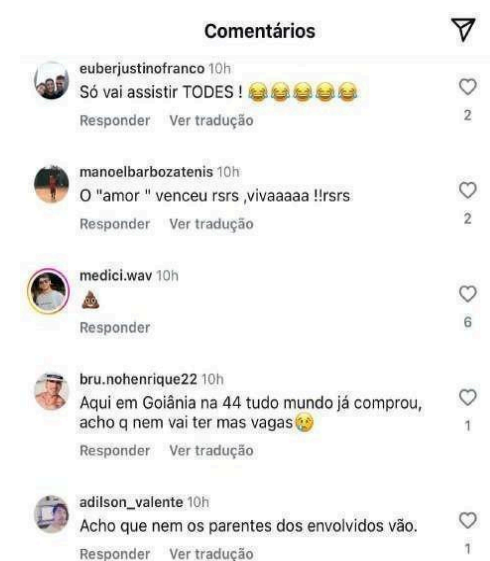 Comentários
euberjustinofranco 10h
Só vai assistir TODES ! 😂😂😂😂😂
2
Responder Ver tradução
manoelbarbozatenis 10h
O "amor " venceu rsrs ,vivaaaaa !!rsrs
2
Responder Ver tradução
medici.wav 10h
💩
6
Responder
bru.nohenrique22 10h
Aqui em Goiânia na 44 tudo mundo já comprou,
acho q nem vai ter mas vagas😢
1
Responder Ver tradução
adilson_valente 10h
Acho que nem os parentes dos envolvidos vão.
1
Responder Ver tradução